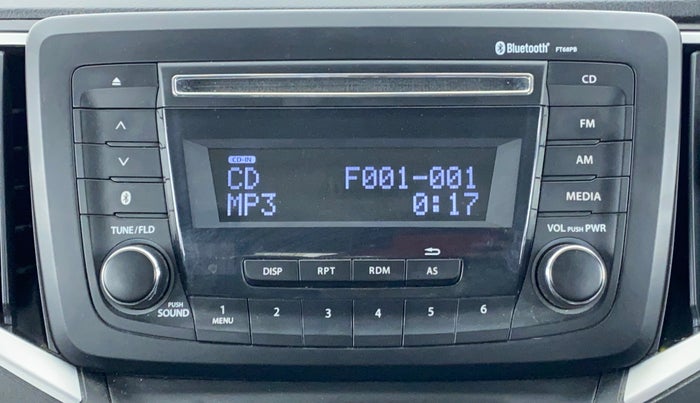 Bluetooth® FT68PB
CD
FM
AM
MEDIA
CD-IN
CD F001-001
MP3 0:17
TUNE/FLD
VOL PUSH PWR
DISP RPT RDM AS
PUSH SOUND
1 2 3 4 5 6
MENU